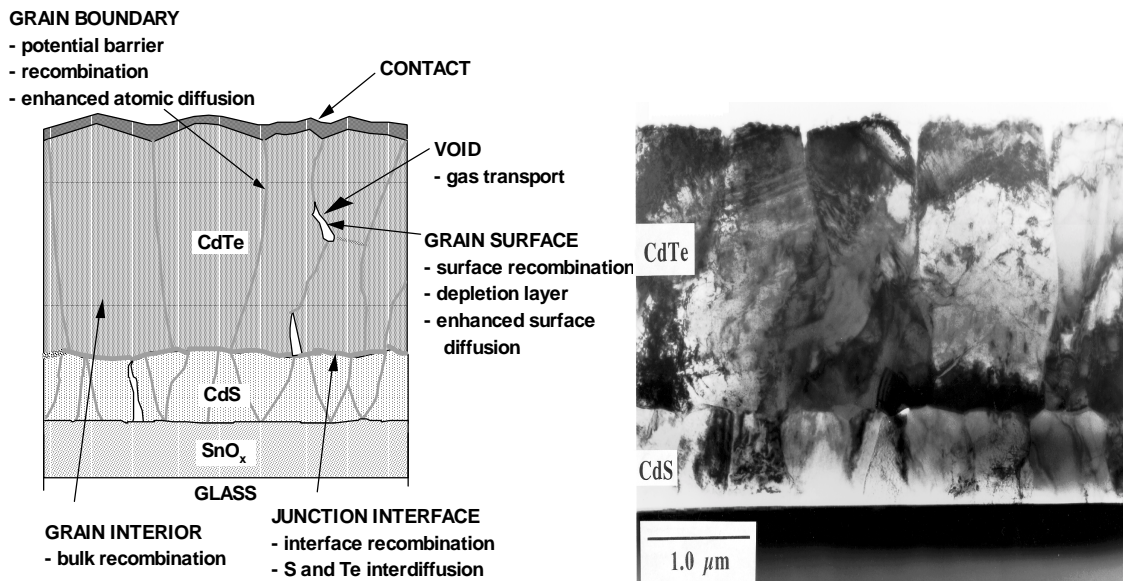 GRAIN BOUNDARY
- potential barrier
- recombination
- enhanced atomic diffusion
CONTACT
VOID
- gas transport
CdTe
GRAIN SURFACE
- surface recombination
- depletion layer
- enhanced surface
diffusion
CdS
SnOx
GLASS
GRAIN INTERIOR
- bulk recombination
JUNCTION INTERFACE
- interface recombination
- S and Te interdiffusion
CdTe
CdS
1.0 μm